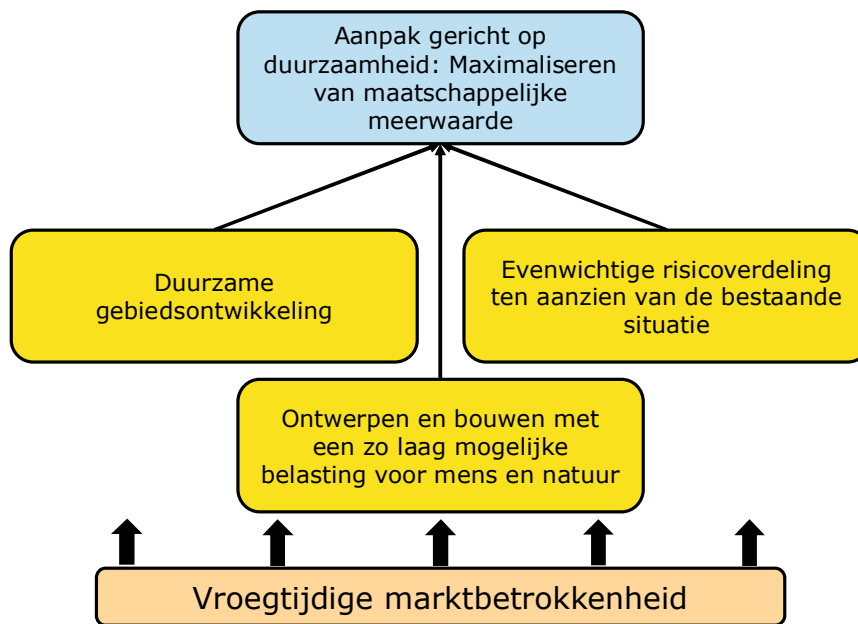 Aanpak gericht op
duurzaamheid: Maximaliseren
van maatschappelijke
meerwaarde
Duurzame
gebiedsontwikkeling
Evenwichtige risicoverdeling
ten aanzien van de bestaande
situatie
Ontwerpen en bouwen met
een zo laag mogelijke
belasting voor mens en natuur
Vroegtijdige marktbetrokkenheid